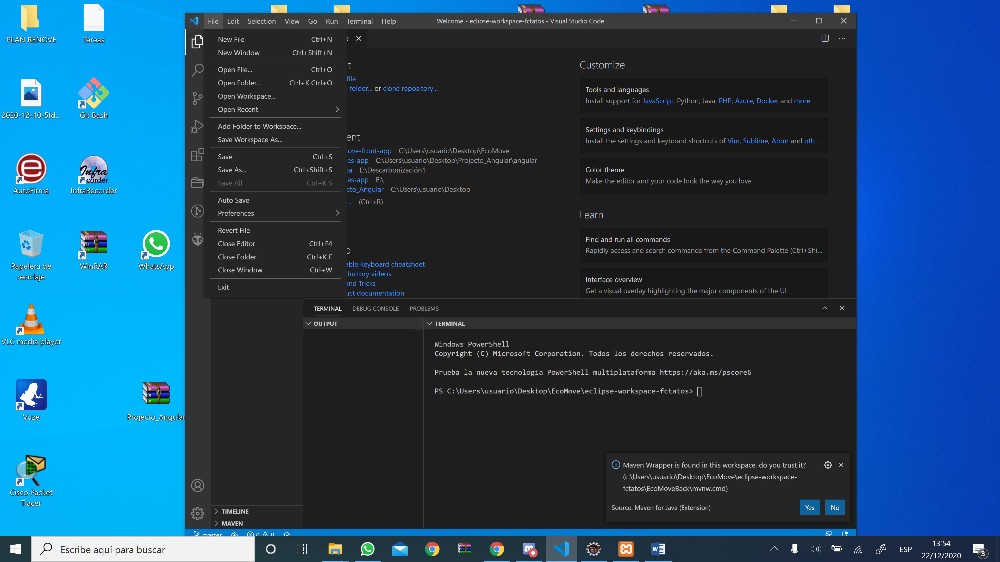 PLAN RENOVE
Tareas
2020-12-10-5fd...
Git Bash
AutoFirma
InfraRecorder
Papelera de
reciclaje
WinRAR
WhatsApp
VLC media player
Vuze
Projecto_Angular
Cisco Packet
Tracer
File Edit Selection View Go Run Terminal Help
Welcome - eclipse-workspace-fctatos - Visual Studio Code
New File Ctrl+N
New Window Ctrl+Shift+N
Open File... Ctrl+O
Open Folder... Ctrl+K Ctrl+O
Open Workspace...
Open Recent
Add Folder to Workspace...
Save Workspace As...
Save Ctrl+S
Save As... Ctrl+Shift+S
Save All Ctrl+K S
Auto Save
Preferences
Revert File
Close Editor Ctrl+F4
Close Folder Ctrl+K F
Close Window Ctrl+W
Exit
file
folder... or clone repository...
ove-front-app C:\Users\usuario\Desktop\EcoMove
es-app C:\Users\usuario\Desktop\Projecto_Angular\angular
ba E:\Descarbonización1
es-app E:\
cto_Angular C:\Users\usuario\Desktop
... (Ctrl+R)
able keyboard cheatsheet
ductory videos
and Tricks
uct documentation
Customize
Tools and languages
Install support for JavaScript, Python, Java, PHP, Azure, Docker and more
Settings and keybindings
Install the settings and keyboard shortcuts of Vim, Sublime, Atom and oth...
Color theme
Make the editor and your code look the way you love
Learn
Find and run all commands
Rapidly access and search commands from the Command Palette (Ctrl+Shi...
Interface overview
Get a visual overlay highlighting the major components of the UI
TERMINAL DEBUG CONSOLE PROBLEMS
OUTPUT
TERMINAL
Windows PowerShell
Copyright (C) Microsoft Corporation. Todos los derechos reservados.
Prueba la nueva tecnología PowerShell multiplataforma https://aka.ms/pscore6
PS C:\Users\usuario\Desktop\EcoMove\eclipse-workspace-fctatos>
Maven Wrapper is found in this workspace, do you trust it?
(c:\Users\usuario\Desktop\EcoMove\eclipse-workspace-
fctatos\EcoMoveBack\mvnw.cmd)
Source: Maven for Java (Extension)
Yes No
TIMELINE
MAVEN
master 0 0
Escribe aquí para buscar
ESP
13:54
22/12/2020
3